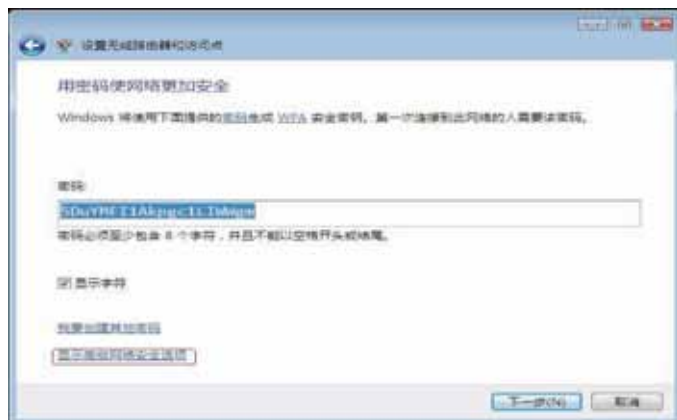 设置无线路由器和访问点
用密码使网络更加安全
Windows 将使用下面提供的密码生成 WPA 安全密钥。第一次连接到此网络的人需要该密码。
密码:
密码必须至少包含 8 个字符，并且不能以空格开头或结尾。
显示字符
我要创建其他密码
显示高级网络安全选项
下一步(N)
取消